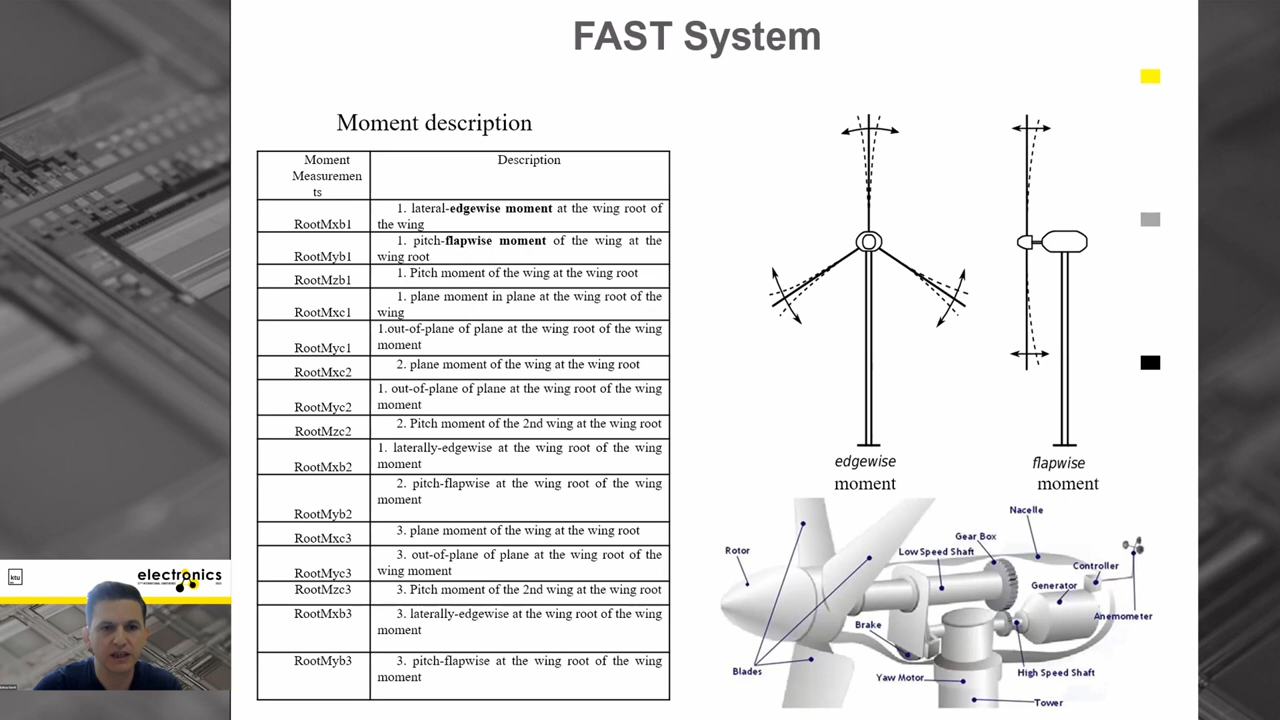 FAST System
Moment description
Moment
Measuremen
ts
Description
RootMxb1
1. lateral-edgewise moment at the wing root of
the wing
RootMyb1
1. pitch-flapwise moment of the wing at the
wing root
RootMzb1
1. Pitch moment of the wing at the wing root
RootMxc1
1. plane moment in plane at the wing root of the
wing
RootMyc1
1.out-of-plane of plane at the wing root of the wing
moment
RootMxc2
2. plane moment of the wing at the wing root
RootMyc2
1. out-of-plane of plane at the wing root of the wing
moment
RootMzc2
2. Pitch moment of the 2nd wing at the wing root
RootMxb2
1. laterally-edgewise at the wing root of the wing
moment
RootMyb2
2. pitch-flapwise at the wing root of the wing
moment
RootMxc3
3. plane moment of the wing at the wing root
RootMyc3
3. out-of-plane of plane at the wing root of the
wing moment
RootMzc3
3. Pitch moment of the 2nd wing at the wing root
RootMxb3
3. laterally-edgewise at the wing root of the wing
moment
RootMyb3
3. pitch-flapwise at the wing root of the wing
moment
edgewise
moment
flapwise
moment
Nacelle
Gear Box
Rotor
Low Speed Shaft
Controller
Generator
Anemometer
Brake
Blades
High Speed Shaft
Yaw Motor
Tower
ktu
electronics